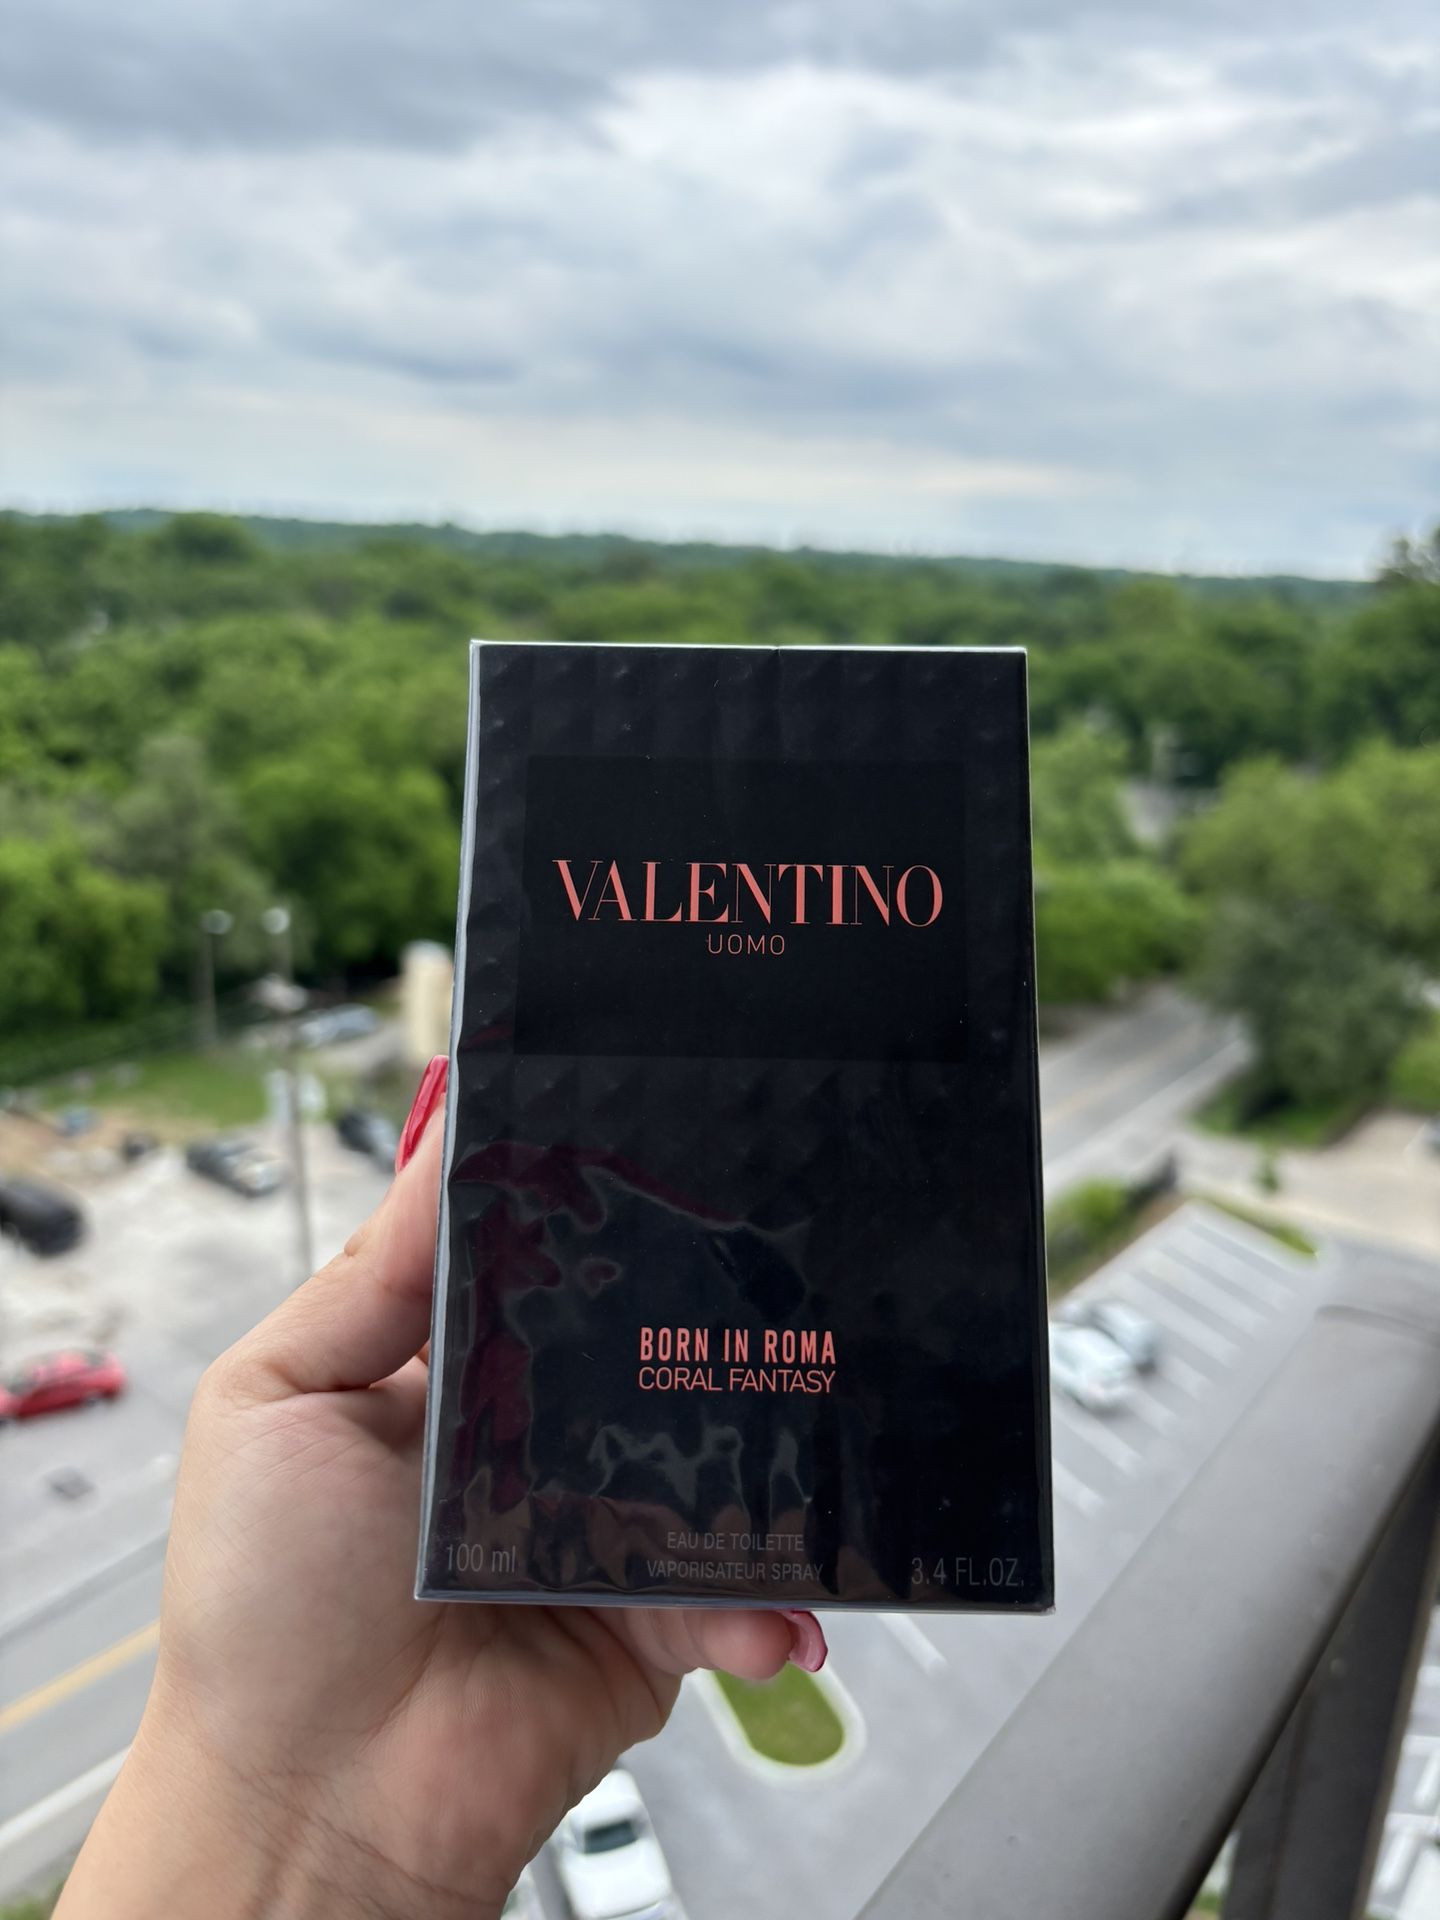 VALENTINO
UOMO
BORN IN ROMA
CORAL FANTASY
EAU DE TOILETTE
100 ml VAPORISATEUR SPRAY 3.4 FL.OZ.